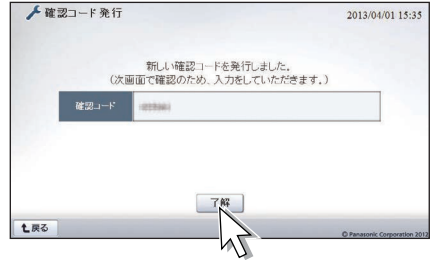 確認コード発行
2013/04/01 15:35
新しい確認コードを発行しました。
(次画面で確認のため、入力をしていただきます。)
確認コード
了解
戻る
© Panasonic Corporation 2012